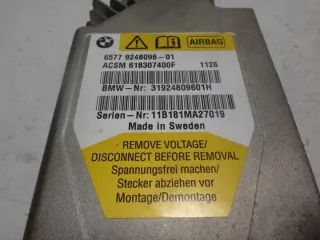 AIRBAG
6577 9248096-01
ACSM 618307400F 1126
BMW-Nr: 31924809601H
Serien-Nr: 11B181MA27019
Made in Sweden
REMOVE VOLTAGE/
DISCONNECT BEFORE REMOVAL
Spannungsfrei machen/
Stecker abziehen vor
Montage/Demontage